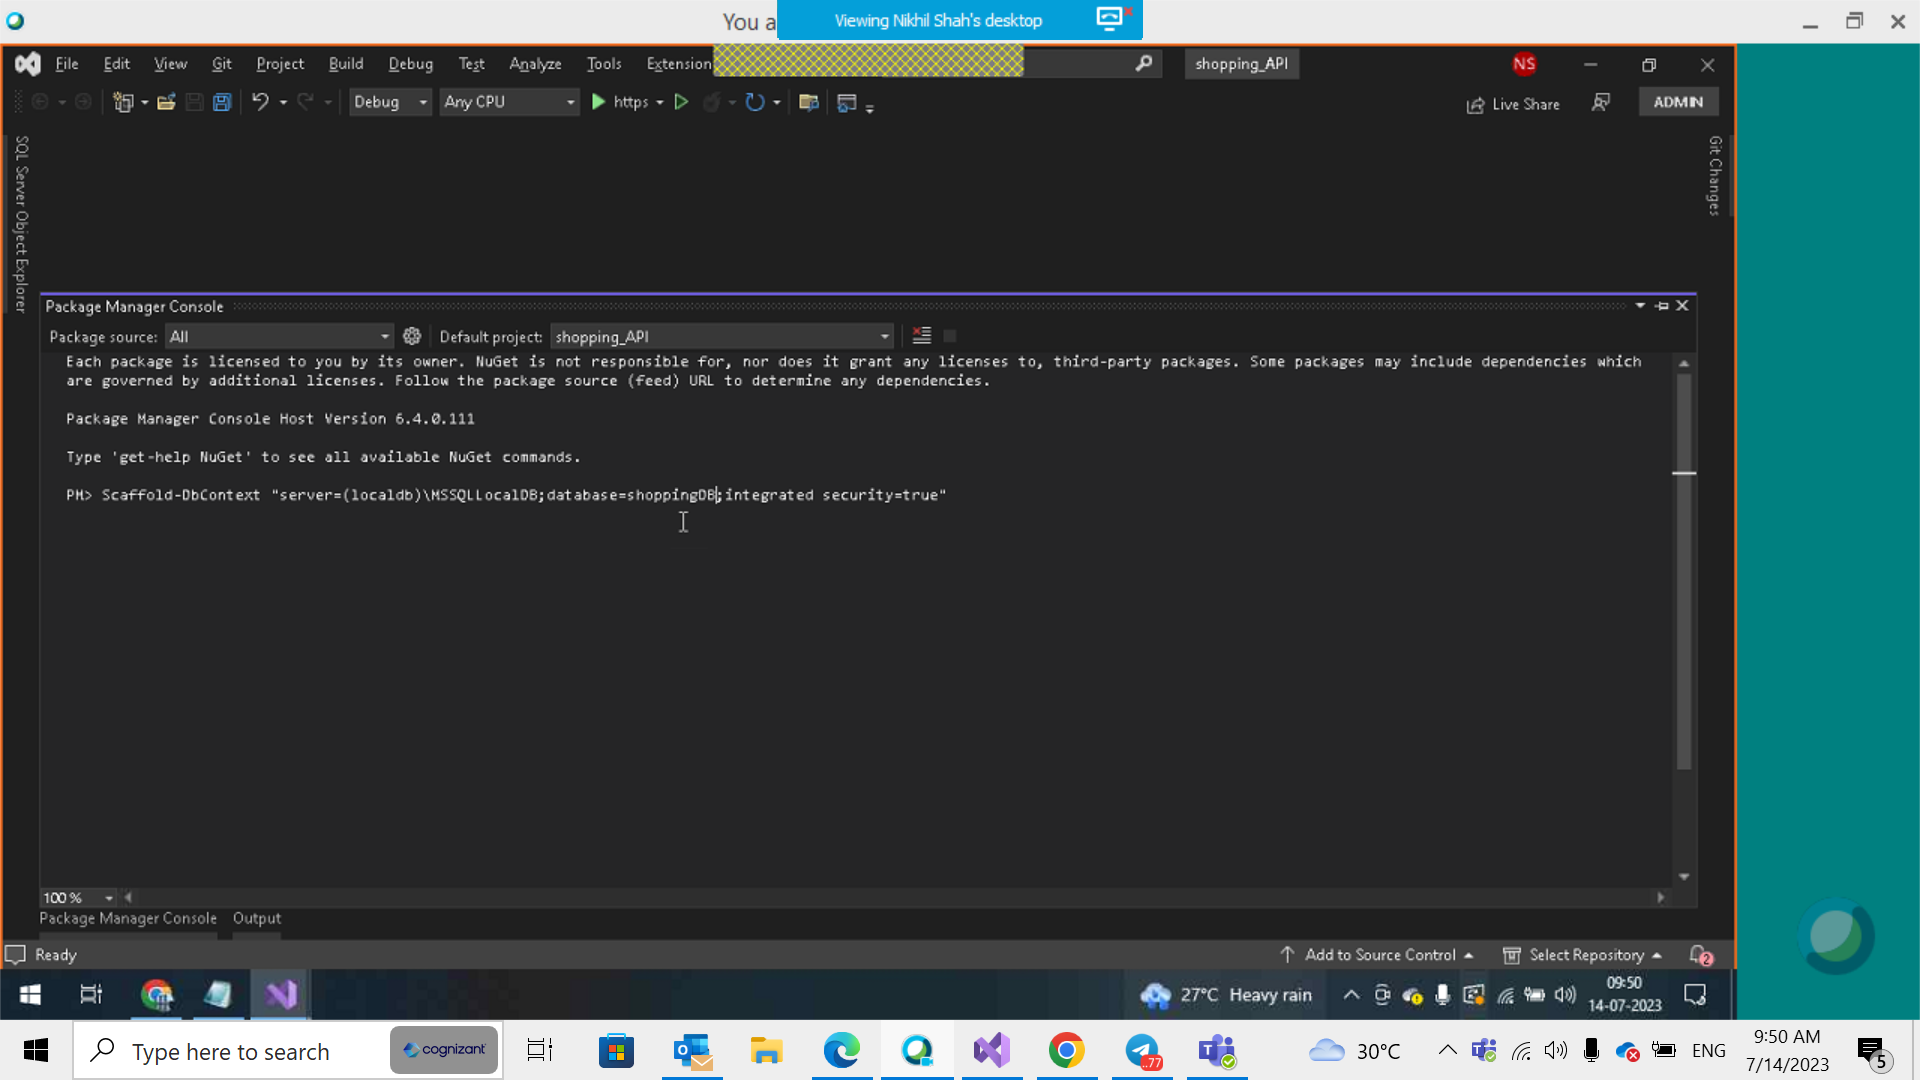 You a
Viewing Nikhil Shah's desktop
File Edit View Git Project Build Debug Test Analyze Tools Extension
shopping_API
NS
Debug
Any CPU
https
Live Share
ADMIN
SQL Server Object Explorer
Git Changes
Package Manager Console
Package source: All
Default project: shopping_API
Each package is licensed to you by its owner. NuGet is not responsible for, nor does it grant any licenses to, third-party packages. Some packages may include dependencies which
are governed by additional licenses. Follow the package source (feed) URL to determine any dependencies.
Package Manager Console Host Version 6.4.0.111
Type 'get-help NuGet' to see all available NuGet commands.
PM> Scaffold-DbContext "server=(localdb)\MSSQLLocalDB;database=shoppingDB;integrated security=true"
100 %
Package Manager Console Output
Ready
Add to Source Control
Select Repository
2
27°C Heavy rain
09:50
14-07-2023
Type here to search
cognizant
..77
30°C
ENG
9:50 AM
7/14/2023
5